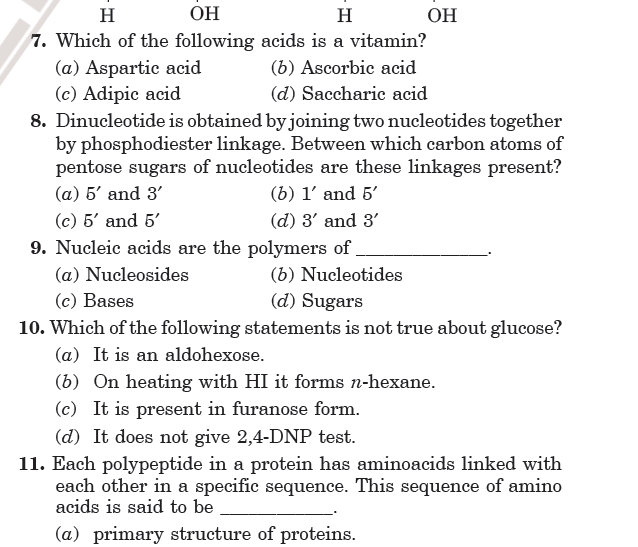 H OH H OH
7. Which of the following acids is a vitamin?
(a) Aspartic acid (b) Ascorbic acid
(c) Adipic acid (d) Saccharic acid
8. Dinucleotide is obtained by joining two nucleotides together
by phosphodiester linkage. Between which carbon atoms of
pentose sugars of nucleotides are these linkages present?
(a) 5′ and 3′ (b) 1′ and 5′
(c) 5′ and 5′ (d) 3′ and 3′
9. Nucleic acids are the polymers of ______________.
(a) Nucleosides (b) Nucleotides
(c) Bases (d) Sugars
10. Which of the following statements is not true about glucose?
(a) It is an aldohexose.
(b) On heating with HI it forms n-hexane.
(c) It is present in furanose form.
(d) It does not give 2,4-DNP test.
11. Each polypeptide in a protein has aminoacids linked with
each other in a specific sequence. This sequence of amino
acids is said to be ____________.
(a) primary structure of proteins.